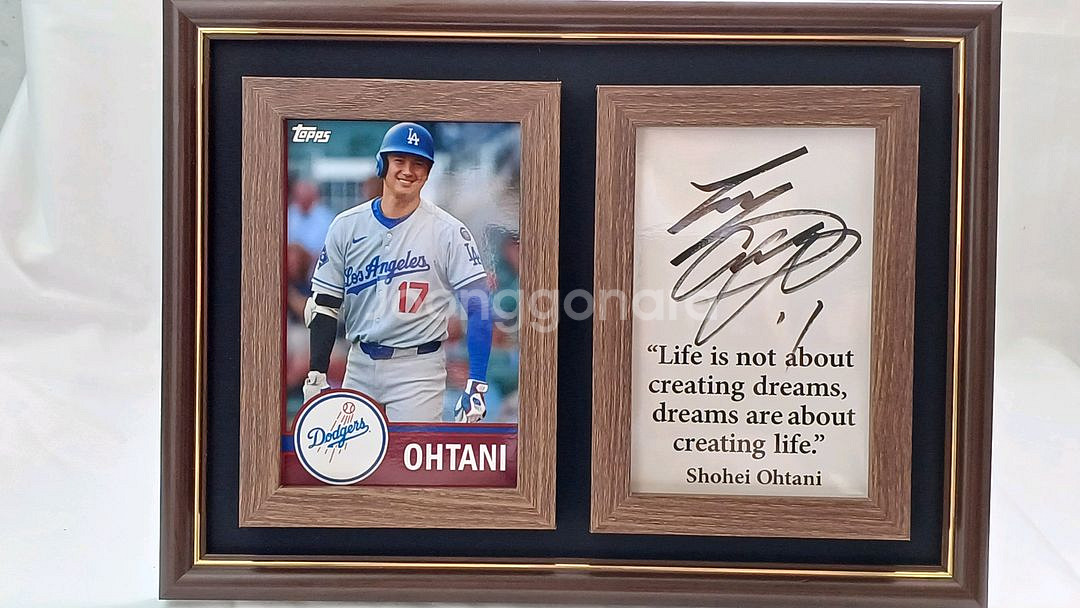 TOPPS
LA
Los Angeles
17
LA
Dodgers
OHTANI
“Life is not about
creating dreams,
dreams are about
creating life.”
Shohei Ohtani